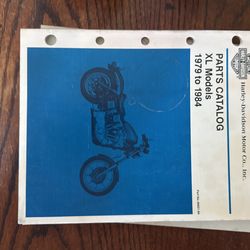 PARTS CATALOG
XL Models
1979 to 1984
Harley-Davidson Motor Co., Inc.